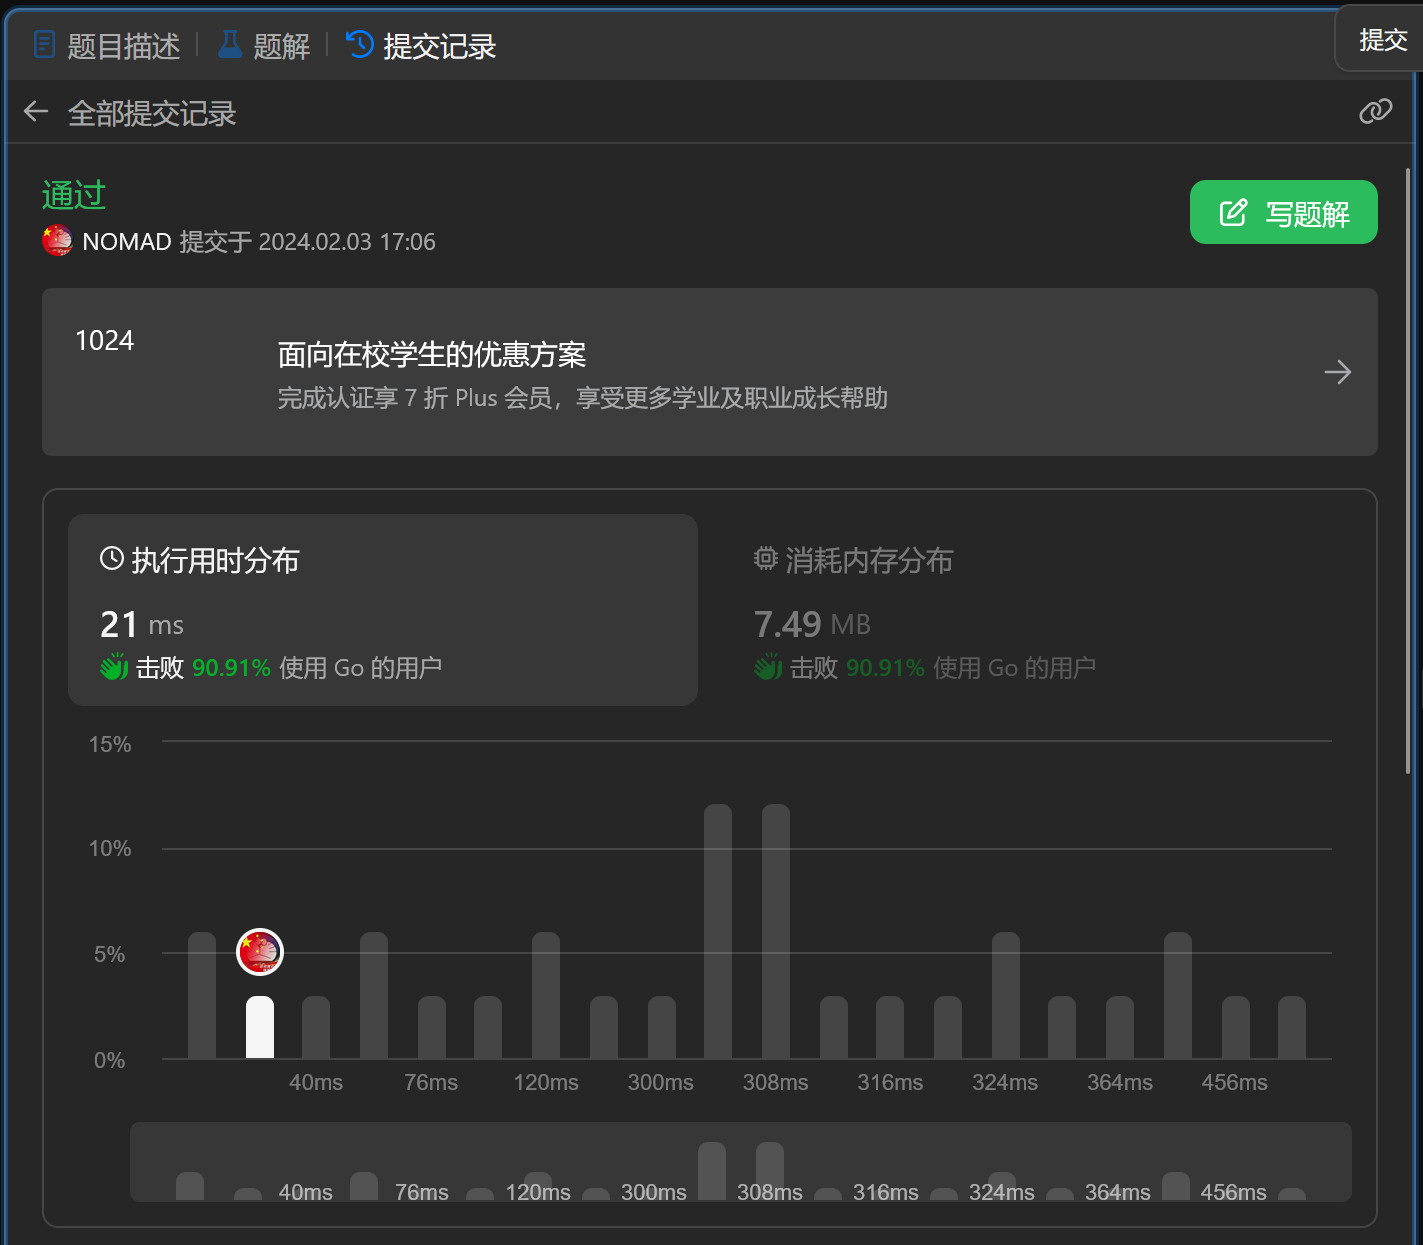 题目描述 题解 提交记录 提交
全部提交记录
通过
写题解
NOMAD 提交于 2024.02.03 17:06
1024
面向在校学生的优惠方案
完成认证享 7 折 Plus 会员，享受更多学业及职业成长帮助
执行用时分布
21 ms
击败 90.91% 使用 Go 的用户
消耗内存分布
7.49 MB
击败 90.91% 使用 Go 的用户
15%
10%
5%
0%
40ms 76ms 120ms 300ms 308ms 316ms 324ms 364ms 456ms
40ms 76ms 120ms 300ms 308ms 316ms 324ms 364ms 456ms